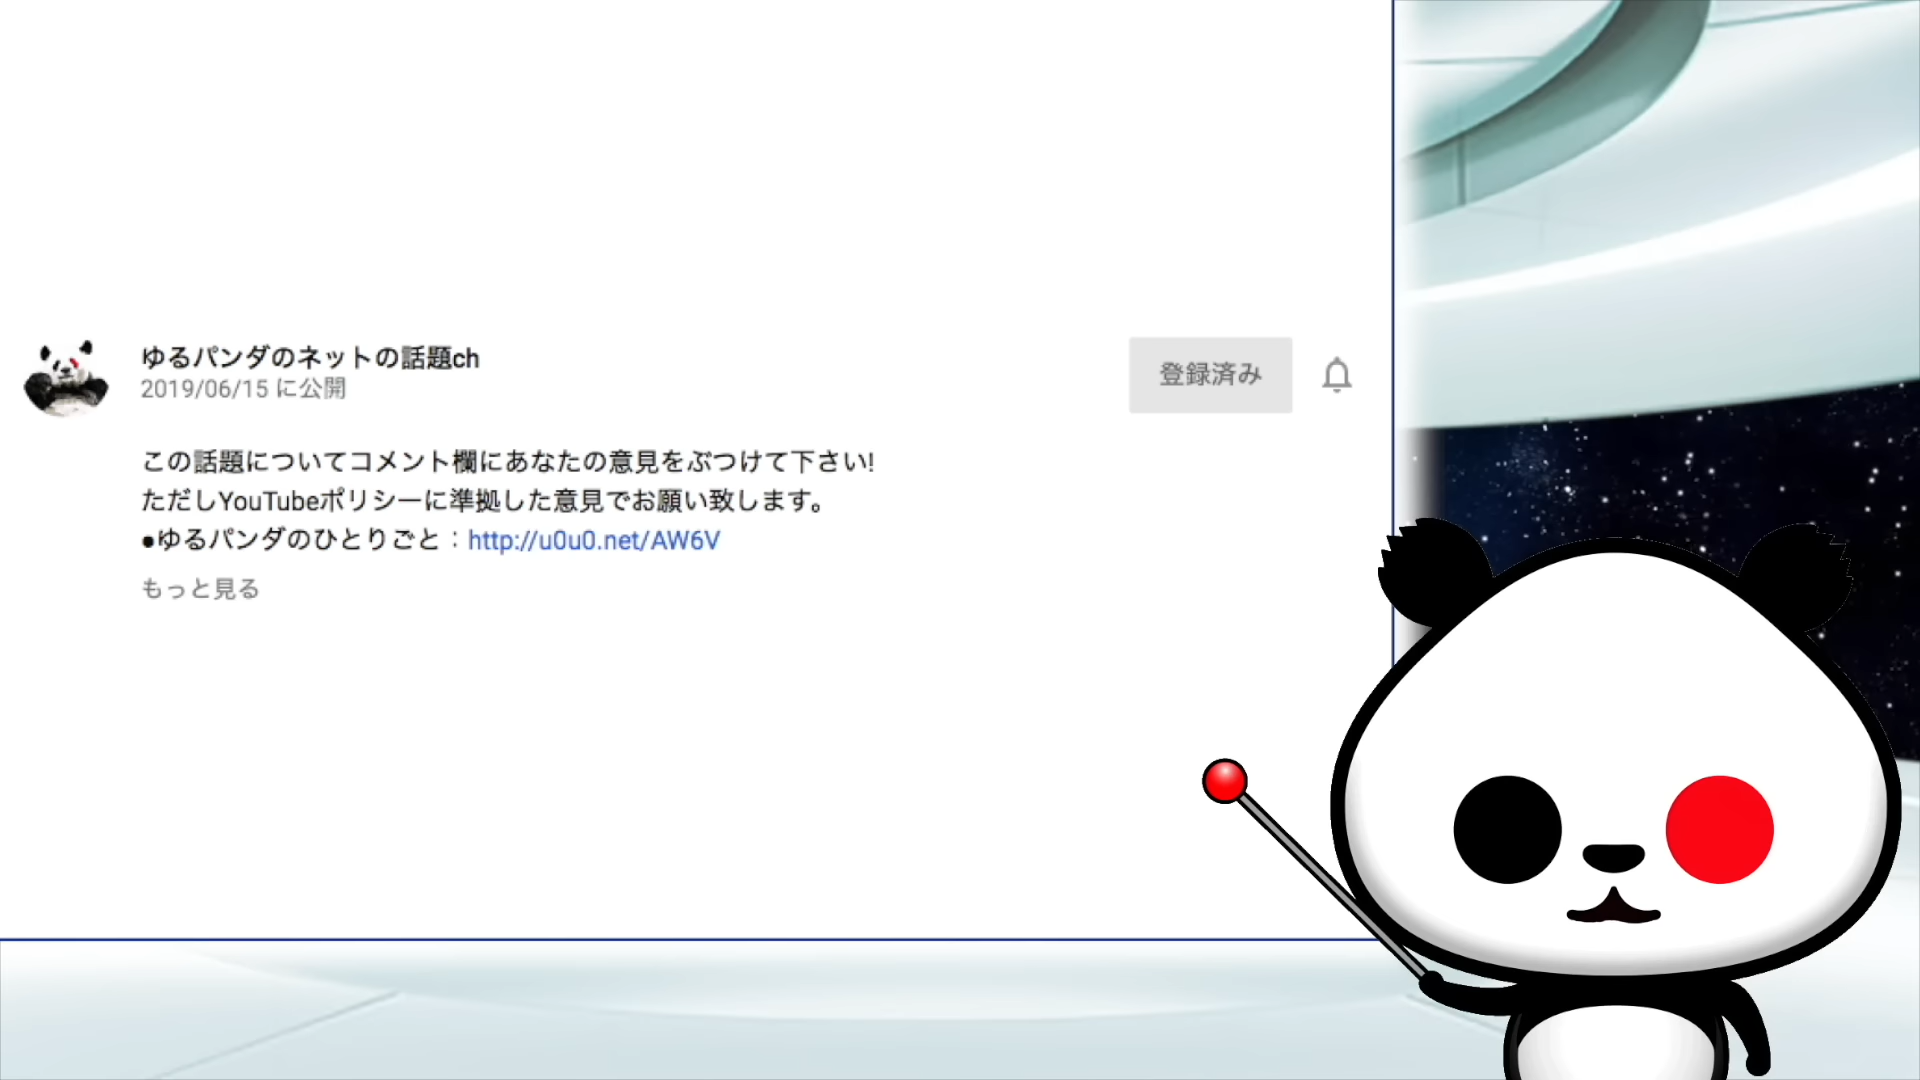 ゆるパンダのネットの話題ch
2019/06/15 に公開
登録済み
この話題についてコメント欄にあなたの意見をぶつけて下さい!
ただしYouTubeポリシーに準拠した意見でお願い致します。
●ゆるパンダのひとりごと：http://u0u0.net/AW6V
もっと見る